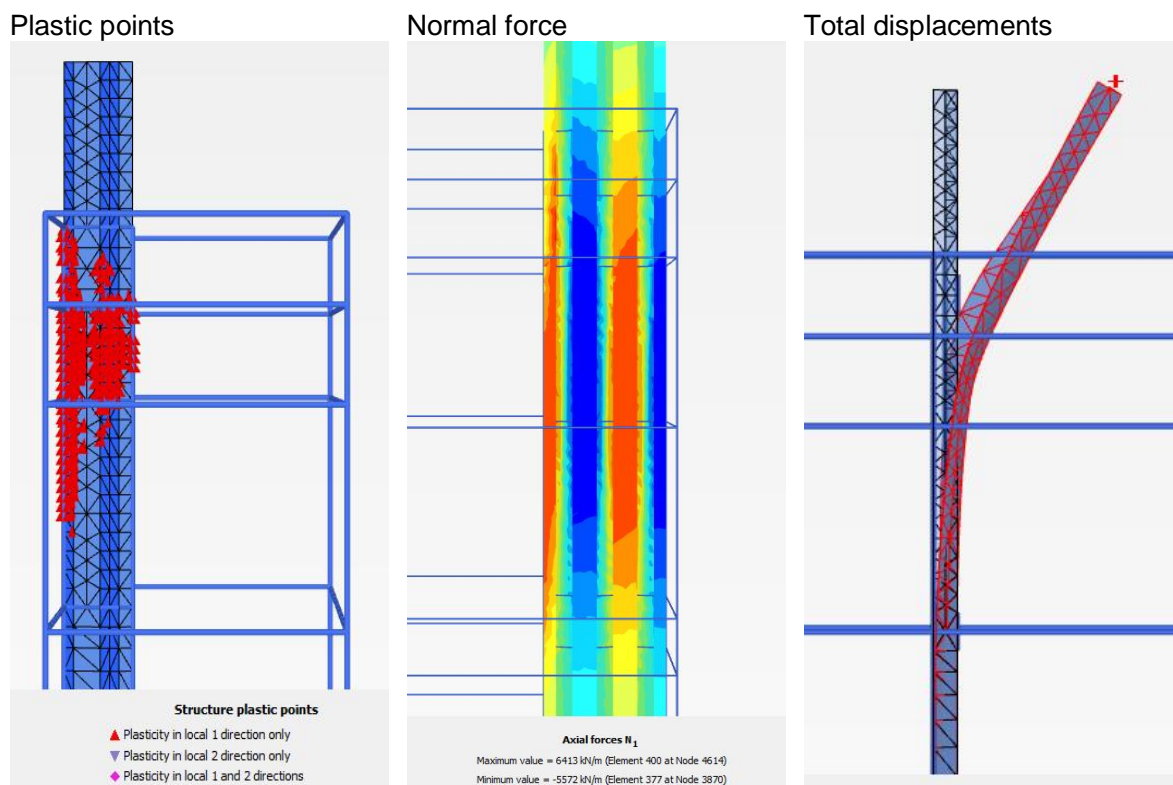 Plastic points
Normal force
Total displacements
Structure plastic points
Plasticity in local 1 direction only
Plasticity in local 2 direction only
Plasticity in local 1 and 2 directions
Axial forces N₁
Maximum value = 6413 kN/m (Element 400 at Node 4614)
Minimum value = -5572 kN/m (Element 377 at Node 3870)